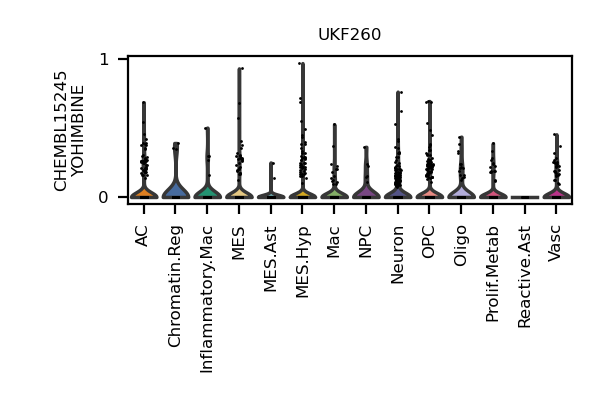 UKF260
CHEMBL15245
YOHIMBINE
1
0
AC
Chromatin.Reg
Inflammatory.Mac
MES
MES.Ast
MES.Hyp
Mac
NPC
Neuron
OPC
Oligo
Prolif.Metab
Reactive.Ast
Vasc